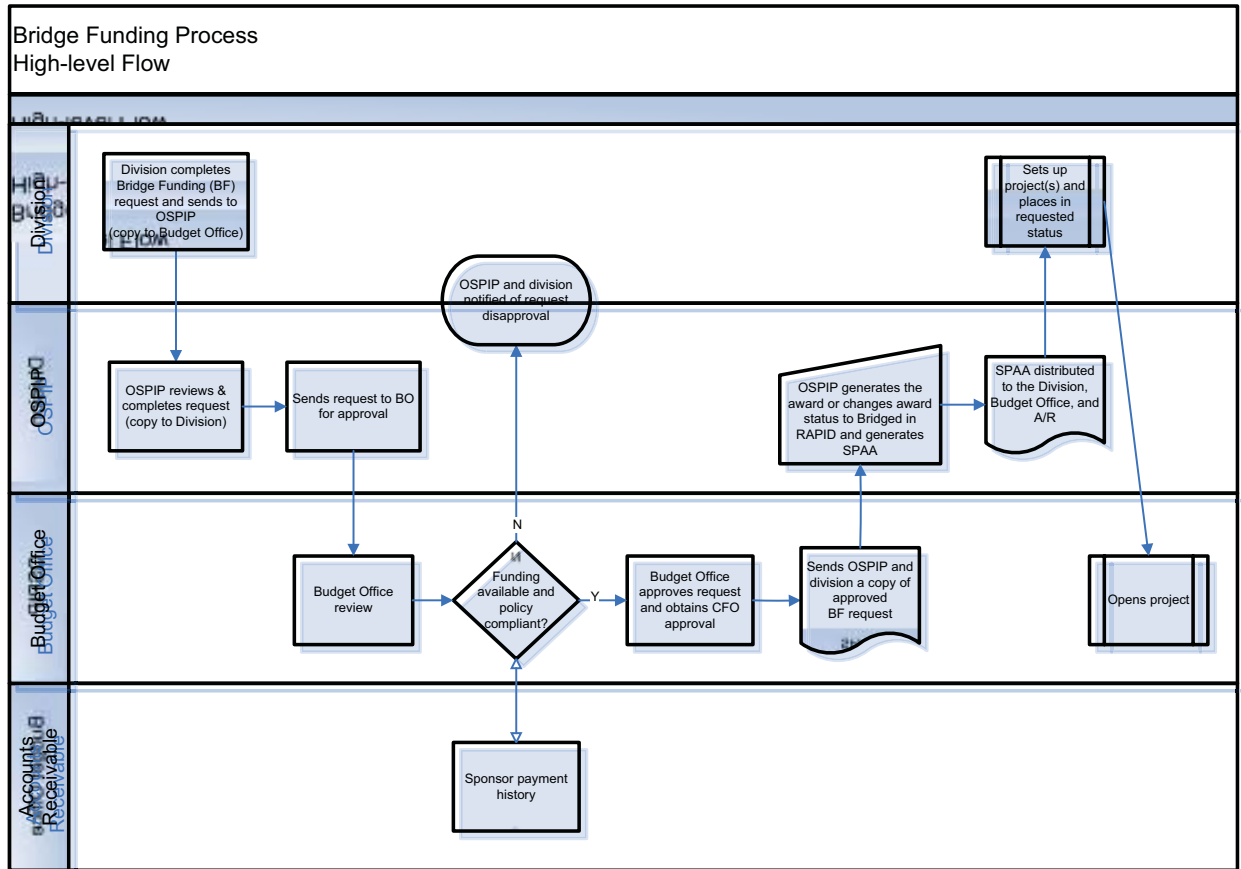 Bridge Funding Process
High-level Flow
Division
Division completes
Bridge Funding (BF)
request and sends to
OSPIP
(copy to Budget Office)
Sets up
project(s) and
places in
requested
status
OSPIP and division
notified of request
disapproval
OSPIP
OSPIP reviews &
completes request
(copy to Division)
Sends request to BO
for approval
OSPIP generates the
award or changes award
status to Bridged in
RAPID and generates
SPAA
SPAA distributed
to the Division,
Budget Office, and
A/R
Budget Office
Budget Office
review
N
Funding
available and
policy
compliant?
Y
Budget Office
approves request
and obtains CFO
approval
Sends OSPIP and
division a copy of
approved
BF request
Opens project
Accounts
Receivable
Sponsor payment
history